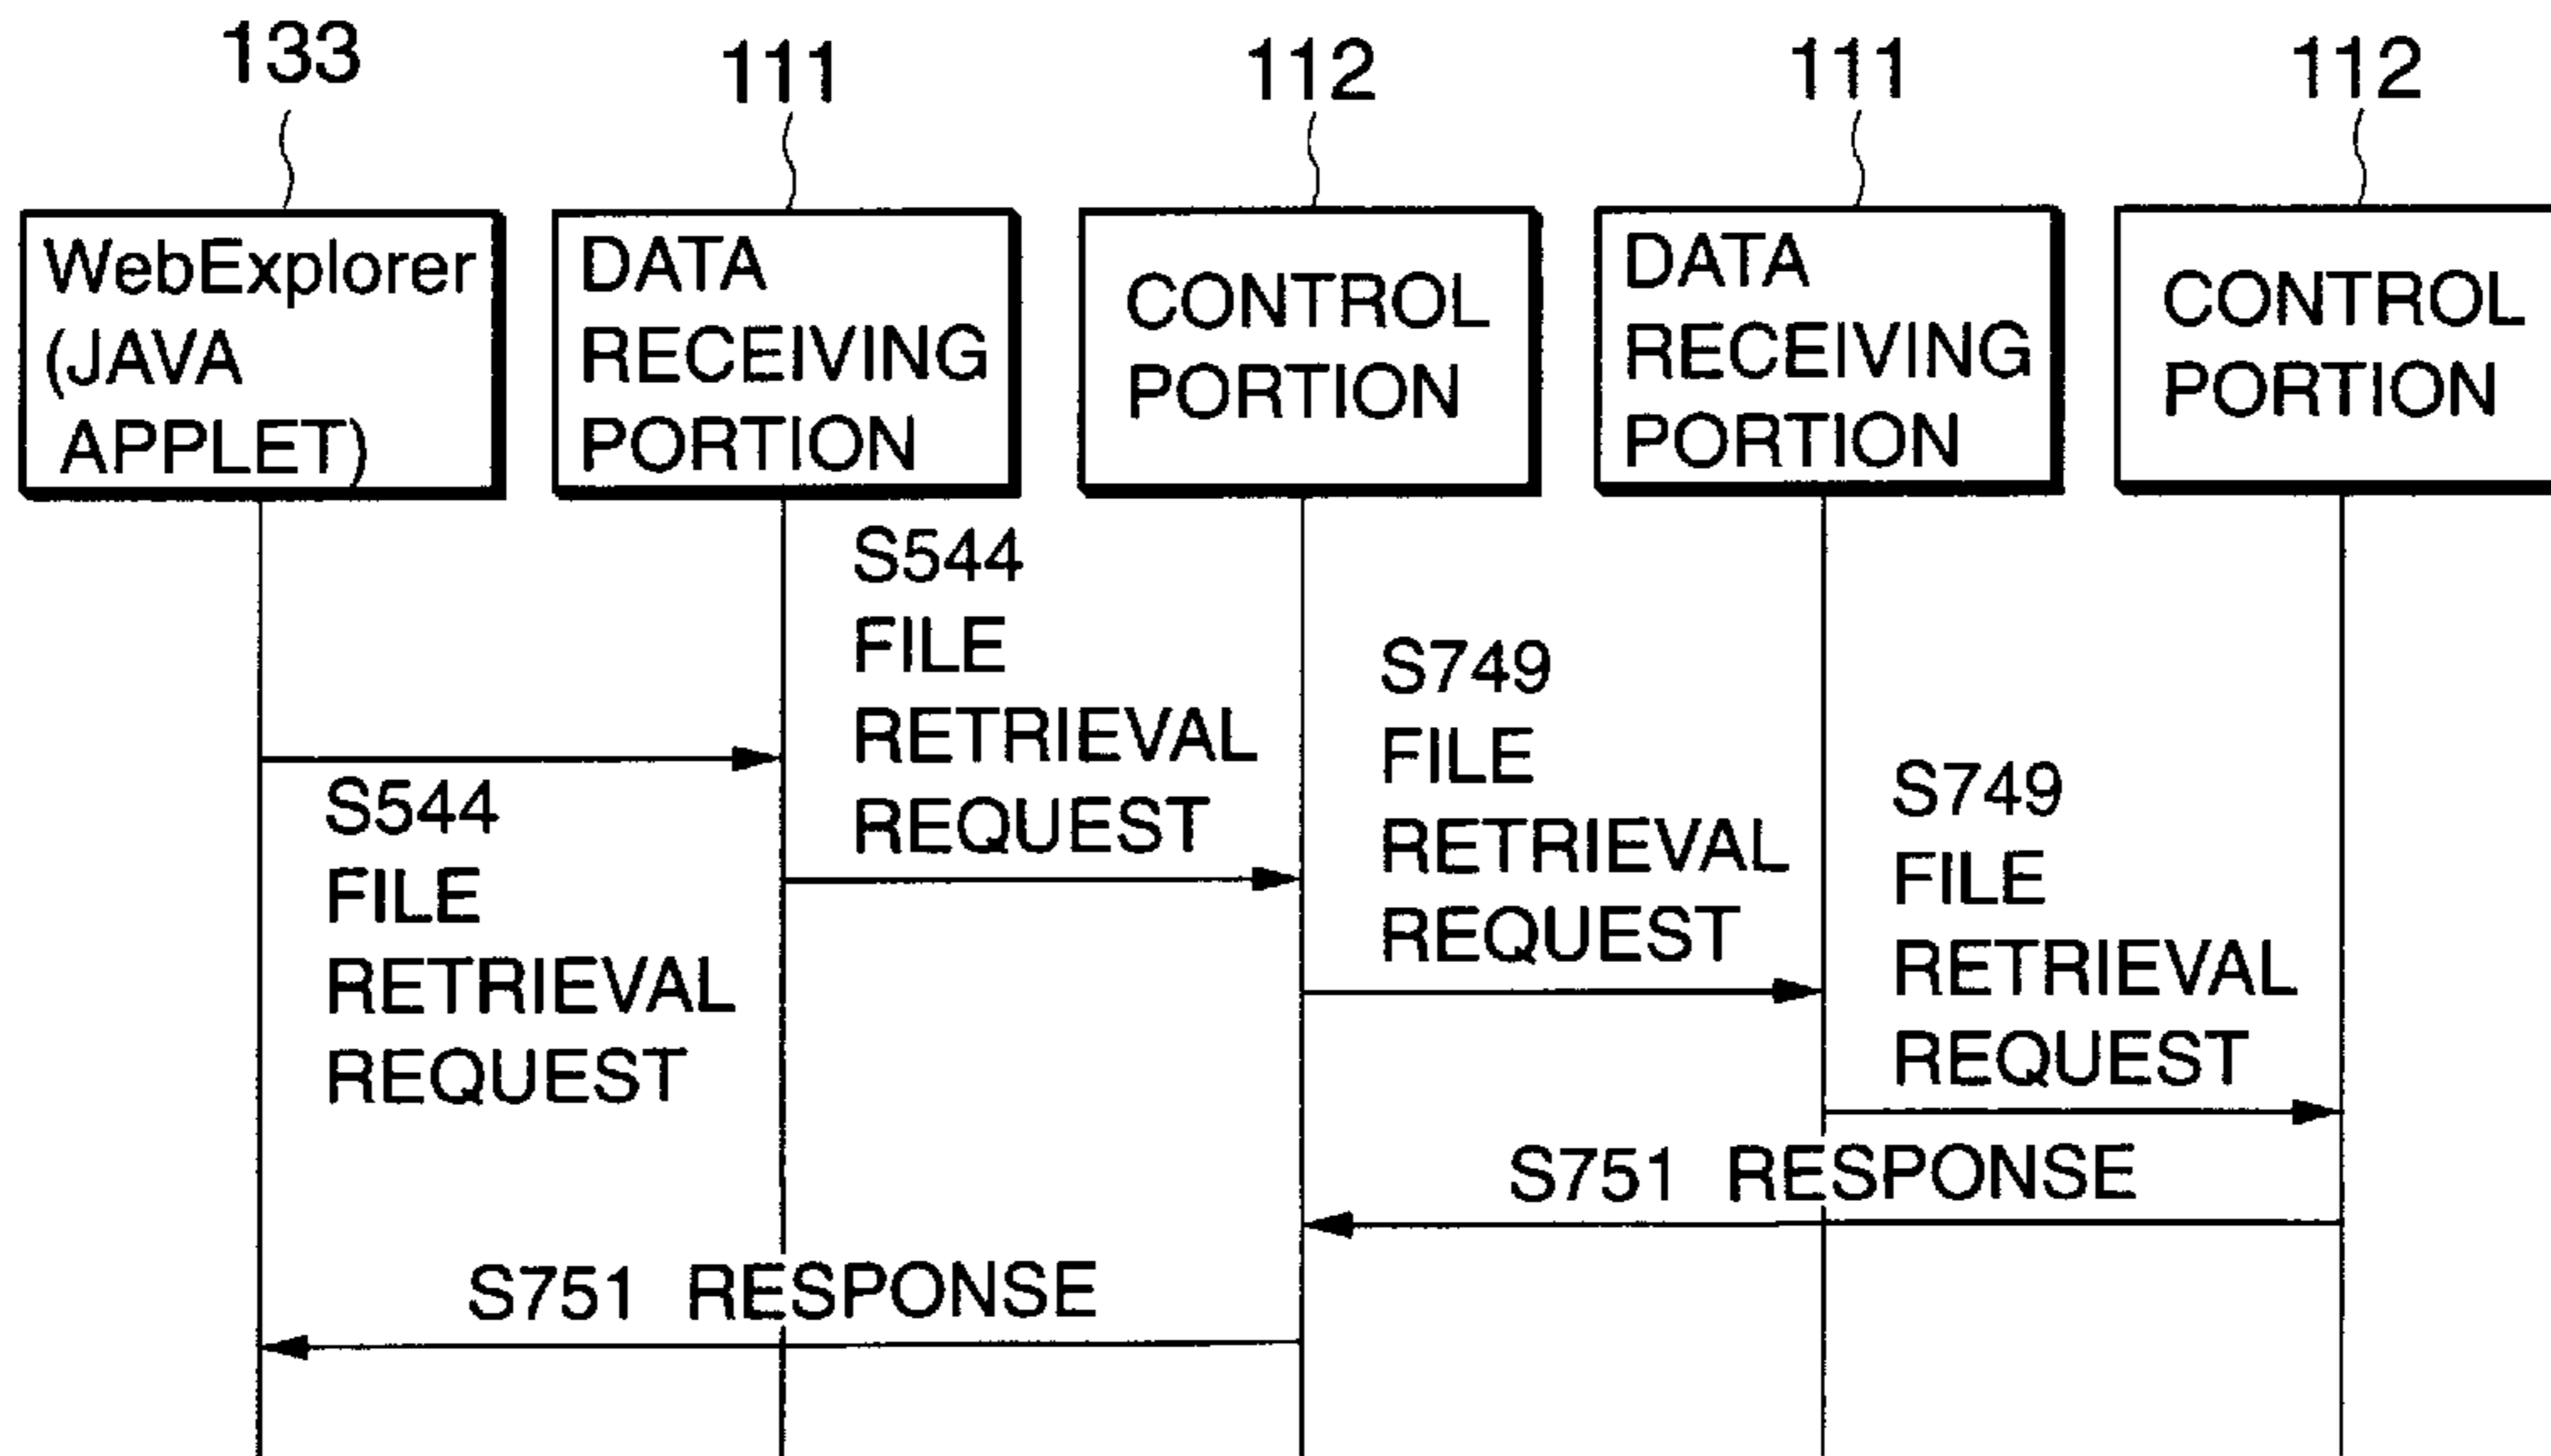 133
111
112
111
112
WebExplorer
(JAVA
APPLET)
DATA
RECEIVING
PORTION
CONTROL
PORTION
DATA
RECEIVING
PORTION
CONTROL
PORTION
S544
FILE
RETRIEVAL
REQUEST
S544
FILE
RETRIEVAL
REQUEST
S749
FILE
RETRIEVAL
REQUEST
S749
FILE
RETRIEVAL
REQUEST
S751 RESPONSE
S751 RESPONSE